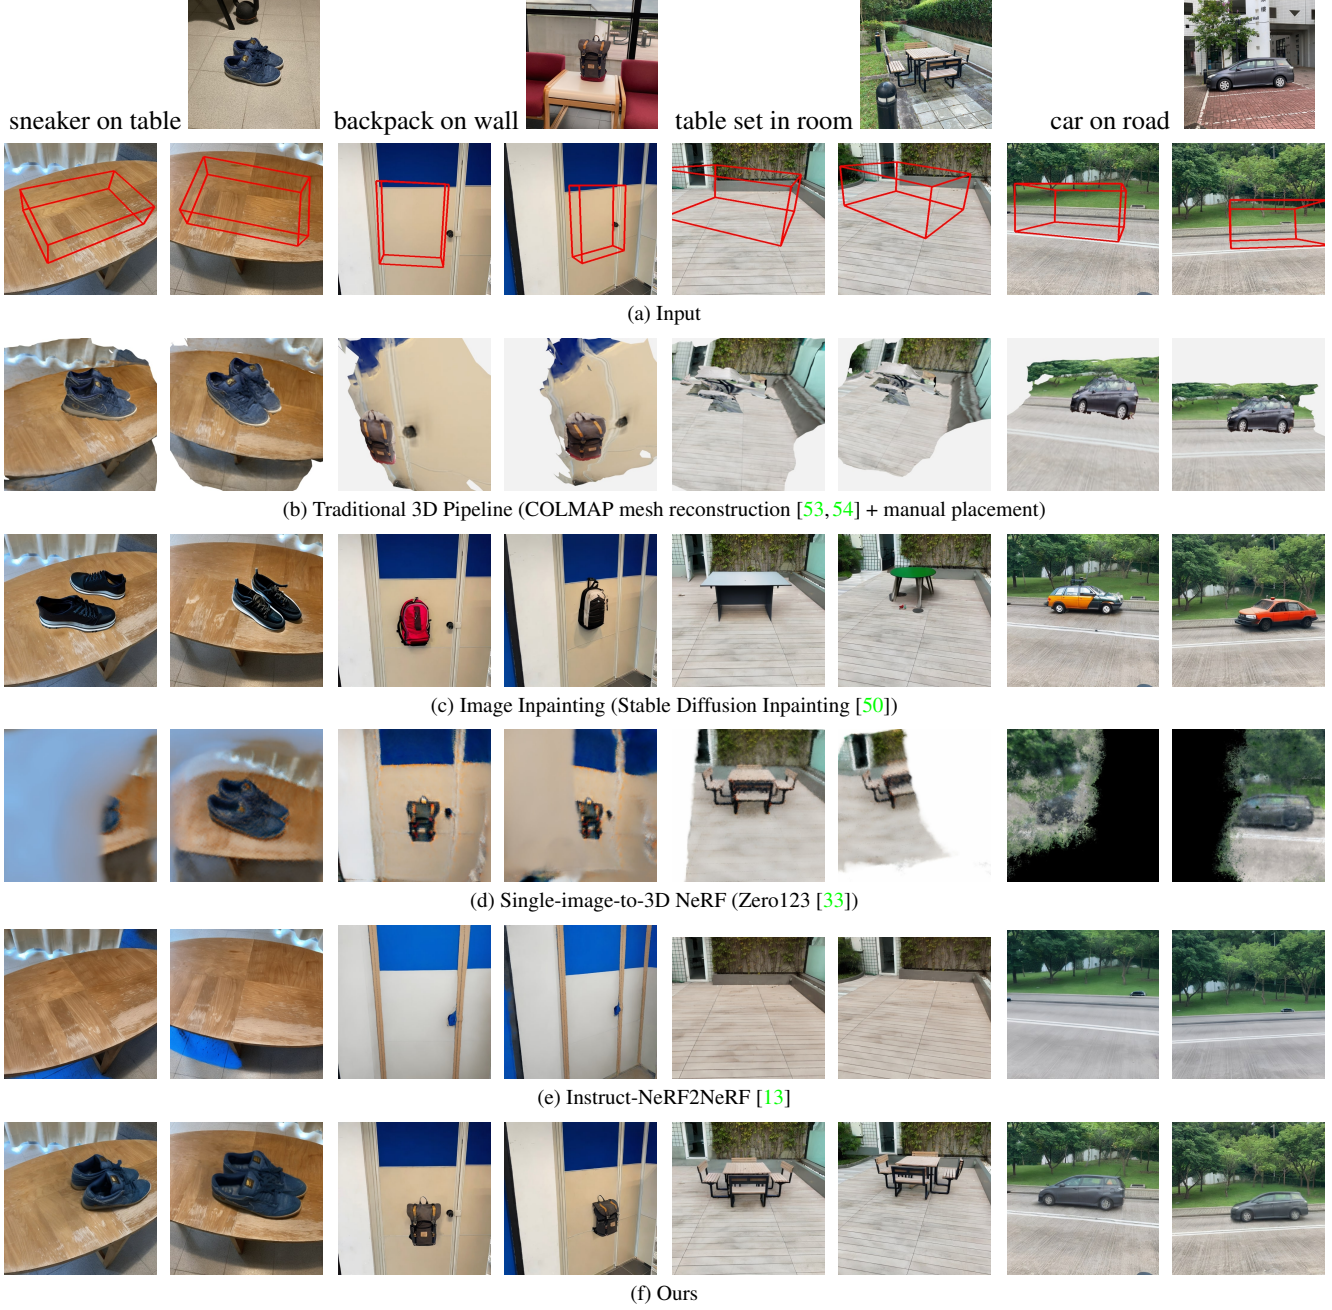 sneaker on table
backpack on wall
table set in room
car on road
(a) Input
(b) Traditional 3D Pipeline (COLMAP mesh reconstruction [53, 54] + manual placement)
(c) Image Inpainting (Stable Diffusion Inpainting [50])
(d) Single-image-to-3D NeRF (Zero123 [33])
(e) Instruct-NeRF2NeRF [13]
(f) Ours